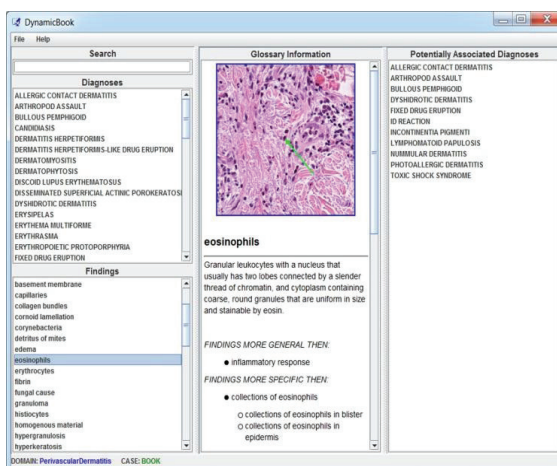 DynamicBook
File Help
Search
Diagnoses
ALLERGIC CONTACT DERMATITIS
ARTHROPOD ASSAULT
BULLOUS PEMPHIGOID
CANDIDIASIS
DERMATITIS HERPETIFORMIS
DERMATITIS HERPETIFORMIS-LIKE DRUG ERUPTION
DERMATOMYOSITIS
DERMATOPHYTOSIS
DISCOID LUPUS ERYTHEMATOSUS
DISSEMINATED SUPERFICIAL ACTINIC POROKERATOSI
DYSHIDROTIC DERMATITIS
ERYSIPELAS
ERYTHEMA MULTIFORME
ERYTHRASMA
ERYTHROPOIETIC PROTOPORPHYRIA
FIXED DRUG ERUPTION
Findings
basement membrane
capillaries
collagen bundles
cornoid lamellation
corynebacteria
detritus of mites
edema
eosinophils
erythrocytes
fibrin
fungal cause
granuloma
histiocytes
homogenous material
hypergranulosis
hyperkeratosis
Glossary Information
eosinophils
Granular leukocytes with a nucleus that
usually has two lobes connected by a slender
thread of chromatin, and cytoplasm containing
coarse, round granules that are uniform in size
and stainable by eosin.
FINDINGS MORE GENERAL THEN:
inflammatory response
FINDINGS MORE SPECIFIC THEN:
collections of eosinophils
collections of eosinophils in blister
collections of eosinophils in
epidermis
Potentially Associated Diagnoses
ALLERGIC CONTACT DERMATITIS
ARTHROPOD ASSAULT
BULLOUS PEMPHIGOID
DYSHIDROTIC DERMATITIS
FIXED DRUG ERUPTION
ID REACTION
INCONTINENTIA PIGMENTI
LYMPHOMATOID PAPULOSIS
NUMMULAR DERMATITIS
PHOTOALLERGIC DERMATITIS
TOXIC SHOCK SYNDROME
DOMAIN: PerivascularDermatitis CASE: BOOK